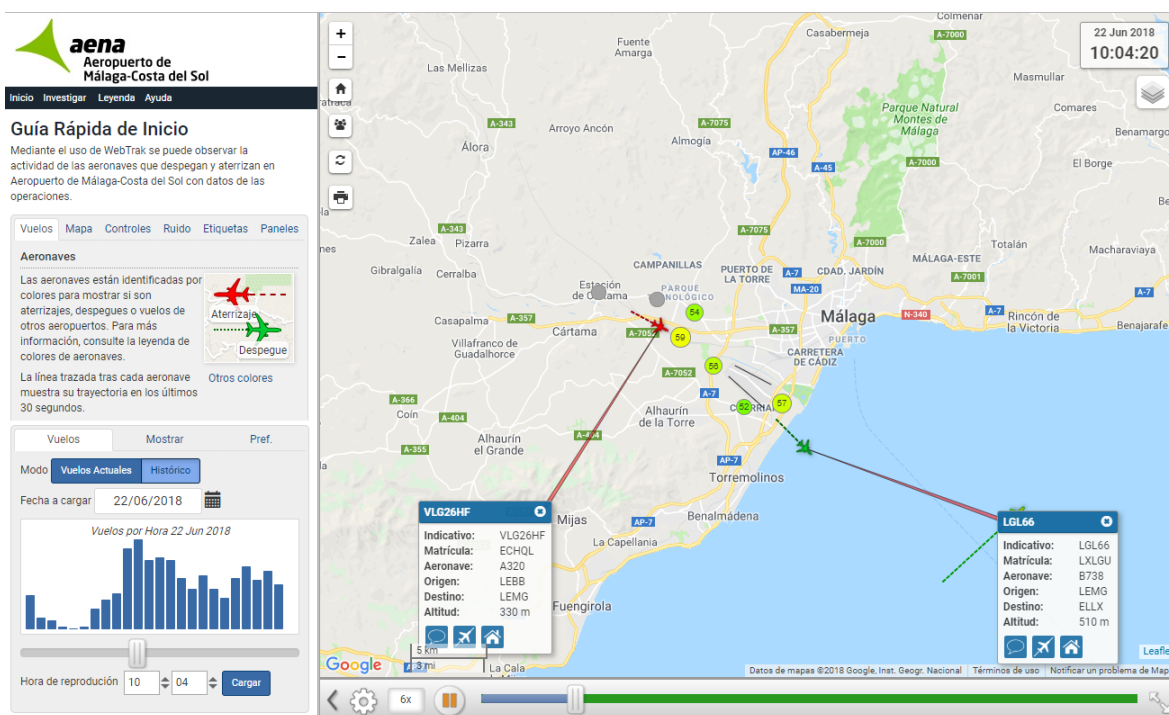 aena
Aeropuerto de
Málaga-Costa del Sol
Inicio Investigar Leyenda Ayuda
Guía Rápida de Inicio
Mediante el uso de WebTrak se puede observar la
actividad de las aeronaves que despegan y aterrizan en
Aeropuerto de Málaga-Costa del Sol con datos de las
operaciones.
Vuelos Mapa Controles Ruido Etiquetas Paneles
Aeronaves
Las aeronaves están identificadas por
colores para mostrar si son
aterrizajes, despegues o vuelos de
otros aeropuertos. Para más
información, consulte la leyenda de
colores de aeronaves.
Aterrizaje
Despegue
La línea trazada tras cada aeronave
muestra su trayectoria en los últimos
30 segundos.
Otros colores
Vuelos Mostrar Pref.
Modo Vuelos Actuales Histórico
Fecha a cargar 22/06/2018
Vuelos por Hora 22 Jun 2018
Hora de reproducción 10 04 Cargar
+
−
22 Jun 2018
10:04:20
Colmenar
Casabermeja
A-7000
Fuente
Amarga
Las Mellizas
Masmullar
Parque Natural
Montes de
Málaga
Comares
A-343
Arroyo Ancón
A-7075
Almogía
Álora
AP-46
A-45
A-7000
Benamargo
El Borge
A-343
Zalea
Pizarra
A-7075
A-7000
Totalán
Macharaviaya
MÁLAGA-ESTE
Gibralgalía
Cerralba
CAMPANILLAS
PUERTO DE
LA TORRE
A-7
CDAD. JARDÍN
A-7001
MA-20
A-7
Estación
PARQUE
54
Casapalma
A-357
Cártama
A-7052
59
A-357
Málaga
N-340
A-7
Rincón de
la Victoria
Benajarafe
PUERTO
Villafranco de
Guadalhorce
CARRETERA
DE CÁDIZ
58
A-7052
A-366
Coín
A-404
A-7
52
57
Alhaurín
de la Torre
A-355
Alhaurín
el Grande
AP-7
Torremolinos
VLG26HF
Indicativo: VLG26HF
Matrícula: ECHQL
Aeronave: A320
Origen: LEBB
Destino: LEMG
Altitud: 330 m
Mijas
AP-7
Benalmádena
La Capellania
Fuengirola
LGL66
Indicativo: LGL66
Matrícula: LXLGU
Aeronave: B738
Origen: LEMG
Destino: ELLX
Altitud: 510 m
5 km
3 mi
Google
La Cala
Leafle
Datos de mapas ©2018 Google, Inst. Geogr. Nacional Términos de uso Notificar un problema de Map
6x